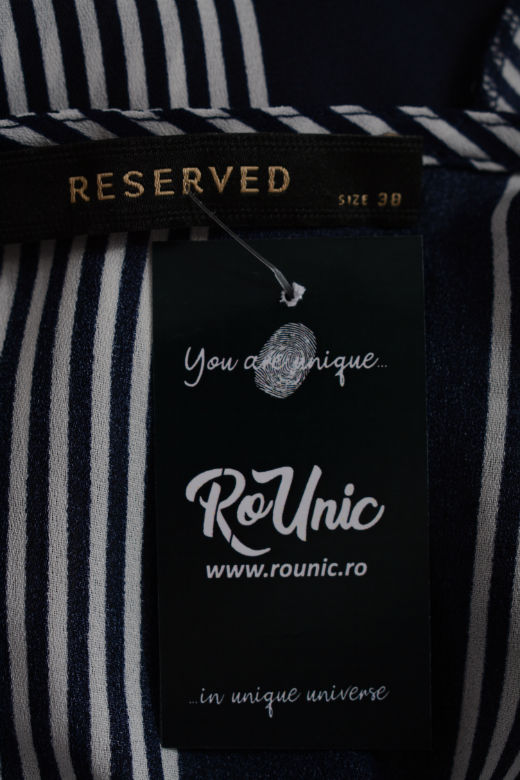 RESERVED SIZE 38
You are unique...
RoUnic
www.rounic.ro
...in unique universe